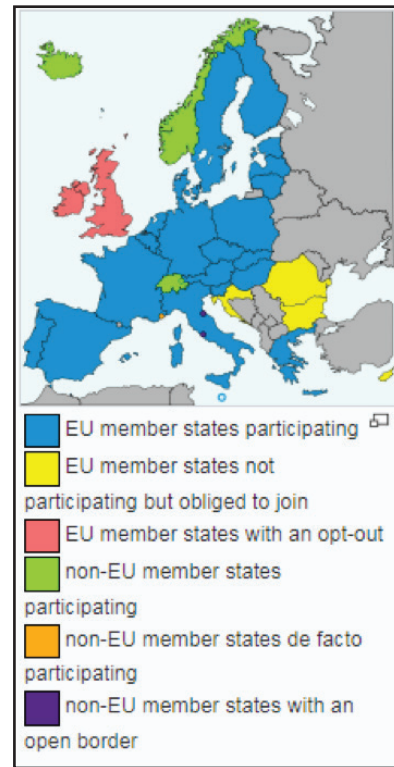 EU member states participating
EU member states not
participating but obliged to join
EU member states with an opt-out
non-EU member states
participating
non-EU member states de facto
participating
non-EU member states with an
open border